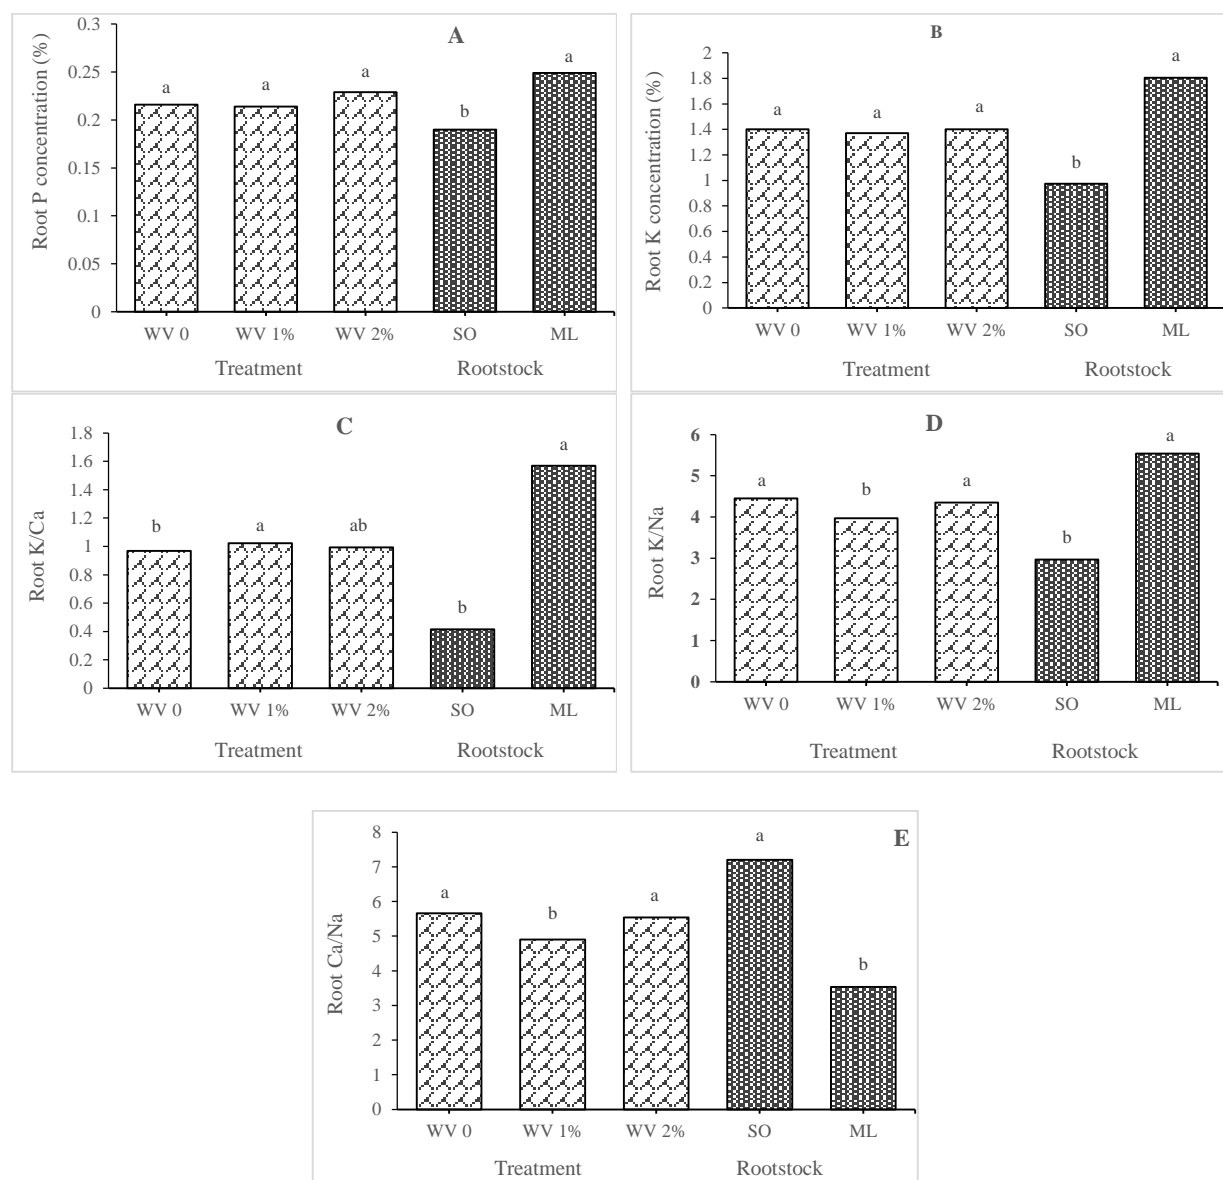 A
Root P concentration (%)
0.3
0.25
0.2
0.15
0.1
0.05
0
a
a
a
b
a
WV 0 WV 1% WV 2% SO ML
Treatment Rootstock
B
Root K concentration (%)
2
1.8
1.6
1.4
1.2
1
0.8
0.6
0.4
0.2
0
a
a
a
b
a
WV 0 WV 1% WV 2% SO ML
Treatment Rootstock
C
Root K/Ca
1.8
1.6
1.4
1.2
1
0.8
0.6
0.4
0.2
0
b
a
ab
b
a
WV 0 WV 1% WV 2% SO ML
Treatment Rootstock
D
Root K/Na
6
5
4
3
2
1
0
a
b
a
b
a
WV 0 WV 1% WV 2% SO ML
Treatment Rootstock
E
Root Ca/Na
8
7
6
5
4
3
2
1
0
a
b
a
a
b
WV 0 WV 1% WV 2% SO ML
Treatment Rootstock